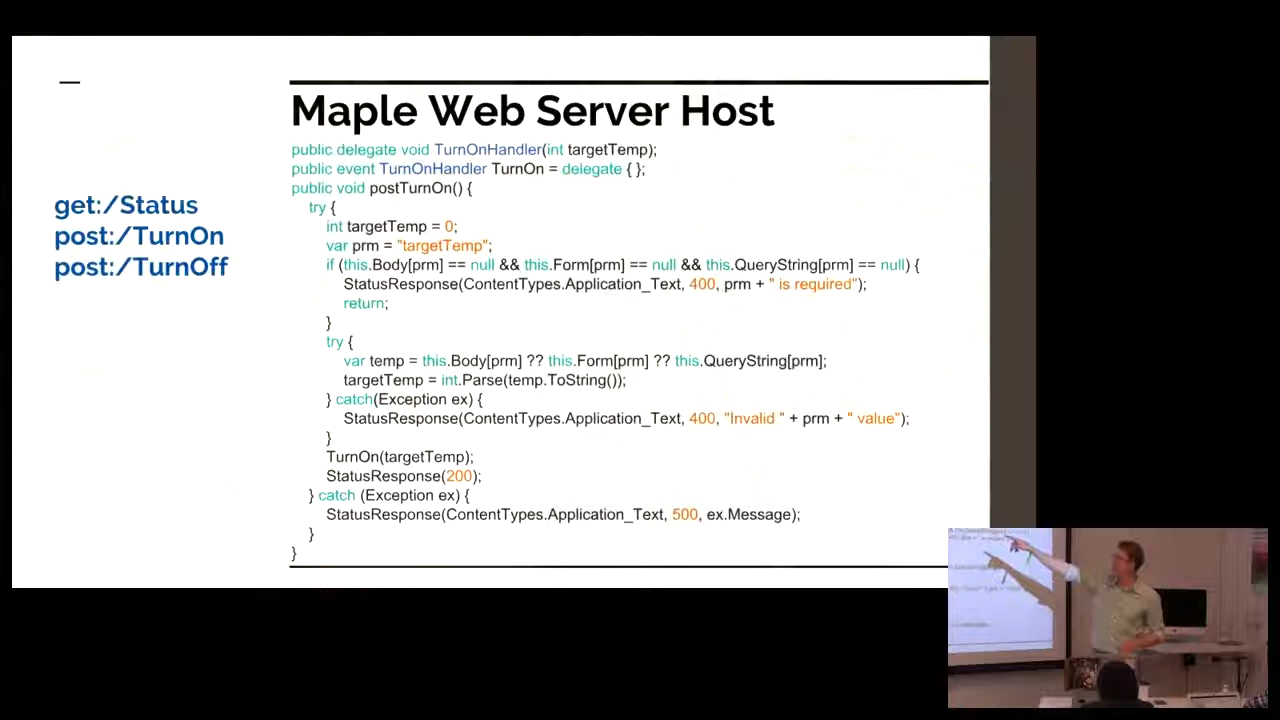 Maple Web Server Host
get:/Status
post:/TurnOn
post:/TurnOff
public delegate void TurnOnHandler(int targetTemp);
public event TurnOnHandler TurnOn = delegate { };
public void postTurnOn() {
try {
int targetTemp = 0;
var prm = "targetTemp";
if (this.Body[prm] == null && this.Form[prm] == null && this.QueryString[prm] == null) {
StatusResponse(ContentTypes.Application_Text, 400, prm + " is required");
return;
}
try {
var temp = this.Body[prm] ?? this.Form[prm] ?? this.QueryString[prm];
targetTemp = int.Parse(temp.ToString());
} catch(Exception ex) {
StatusResponse(ContentTypes.Application_Text, 400, "Invalid " + prm + " value");
}
TurnOn(targetTemp);
StatusResponse(200);
} catch (Exception ex) {
StatusResponse(ContentTypes.Application_Text, 500, ex.Message);
}
}